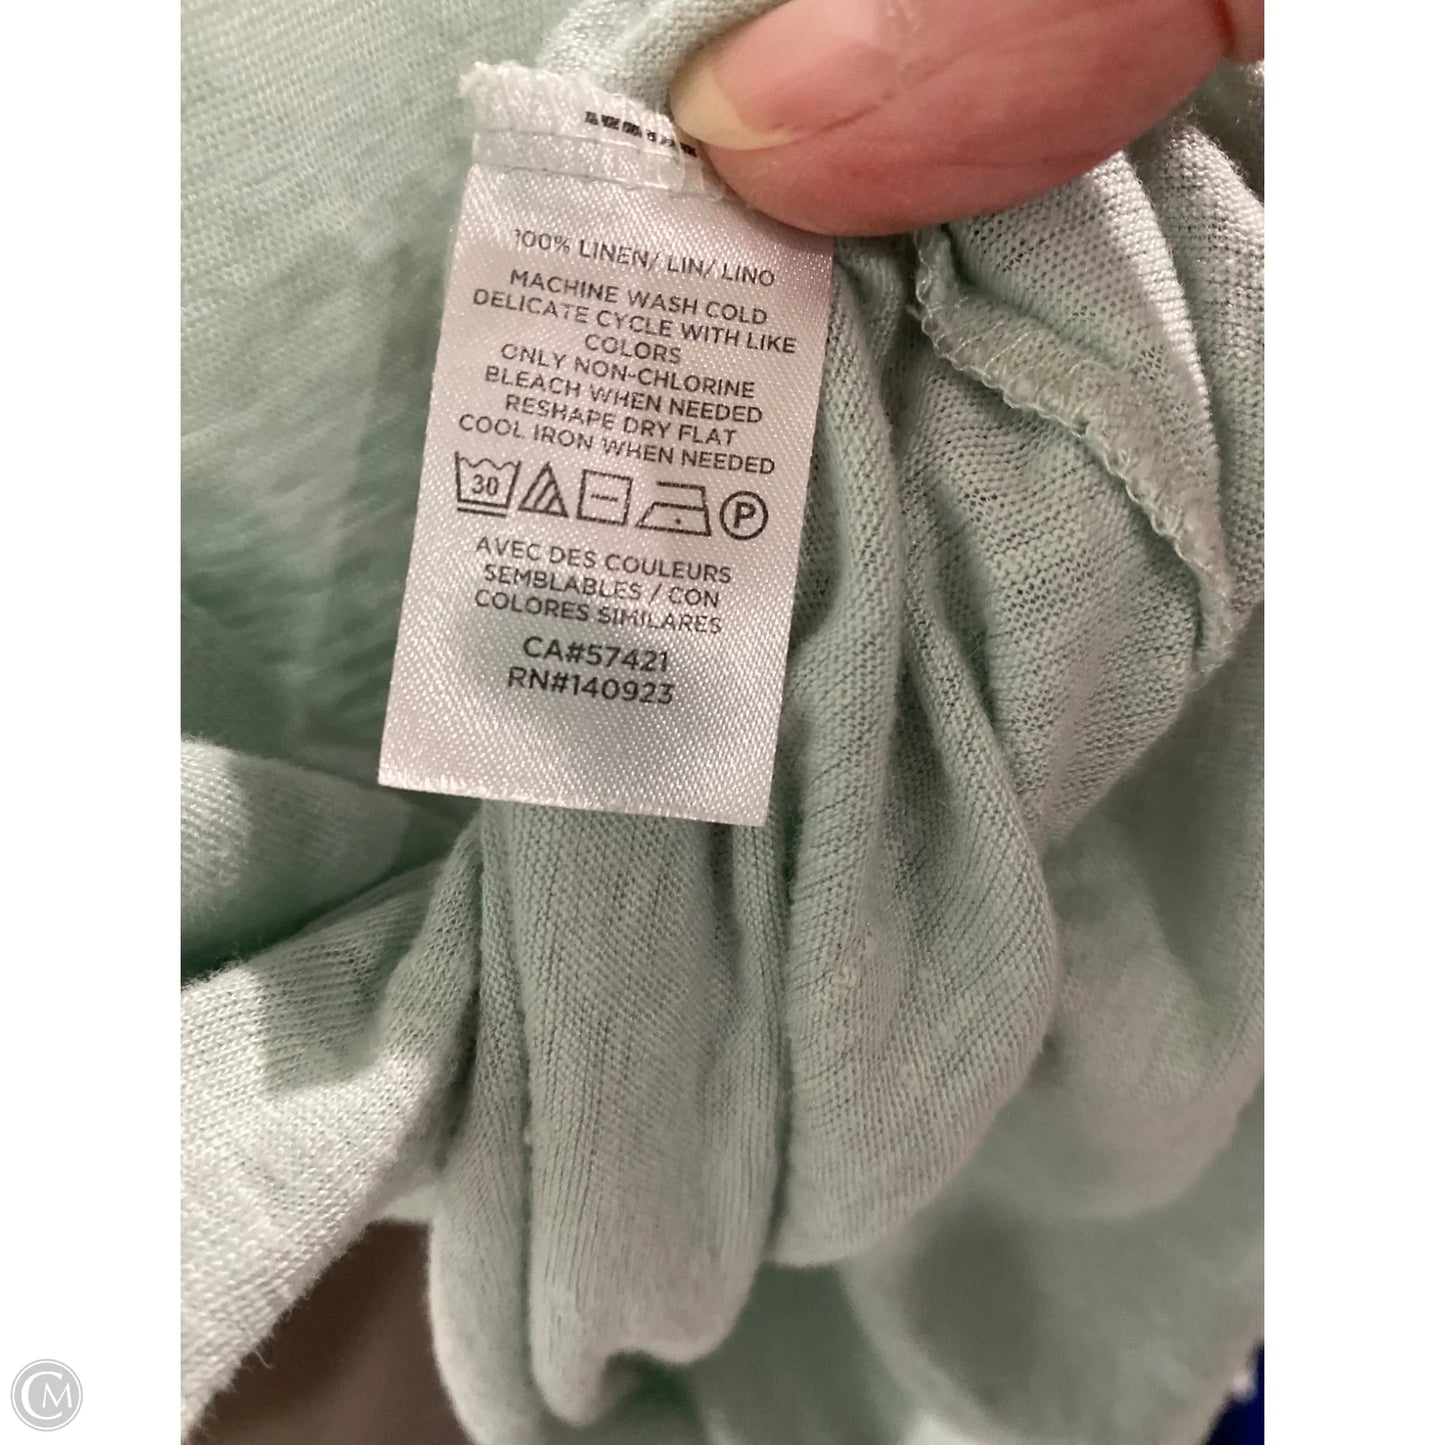 100% LINEN/ LIN/ LINO
MACHINE WASH COLD
DELICATE CYCLE WITH LIKE
COLORS
ONLY NON-CHLORINE
BLEACH WHEN NEEDED
RESHAPE DRY FLAT
COOL IRON WHEN NEEDED
30 P
AVEC DES COULEURS
SEMBLABLES / CON
COLORES SIMILARES
CA#57421
RN#140923
CM